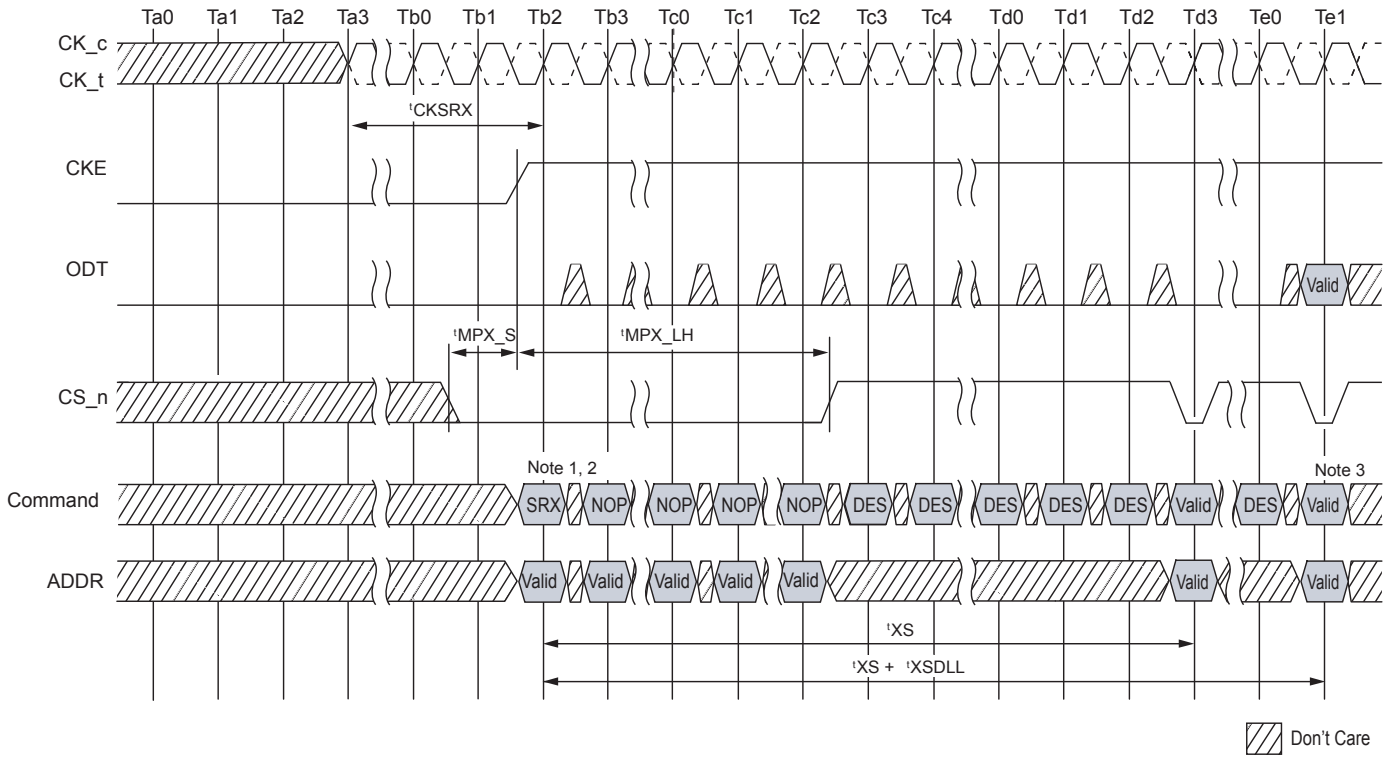 Ta0 Ta1 Ta2 Ta3 Tb0 Tb1 Tb2 Tb3 Tc0 Tc1 Tc2 Tc3 Tc4 Td0 Td1 Td2 Td3 Te0 Te1
CK_c
CK_t
tCKSRX
CKE
ODT
Valid
tMPX_S tMPX_LH
CS_n
Note 1, 2 Note 3
Command SRX NOP NOP NOP NOP DES DES DES DES DES Valid DES Valid
ADDR Valid Valid Valid Valid Valid Valid Valid
tXS
tXS + tXSDLL
Don't Care